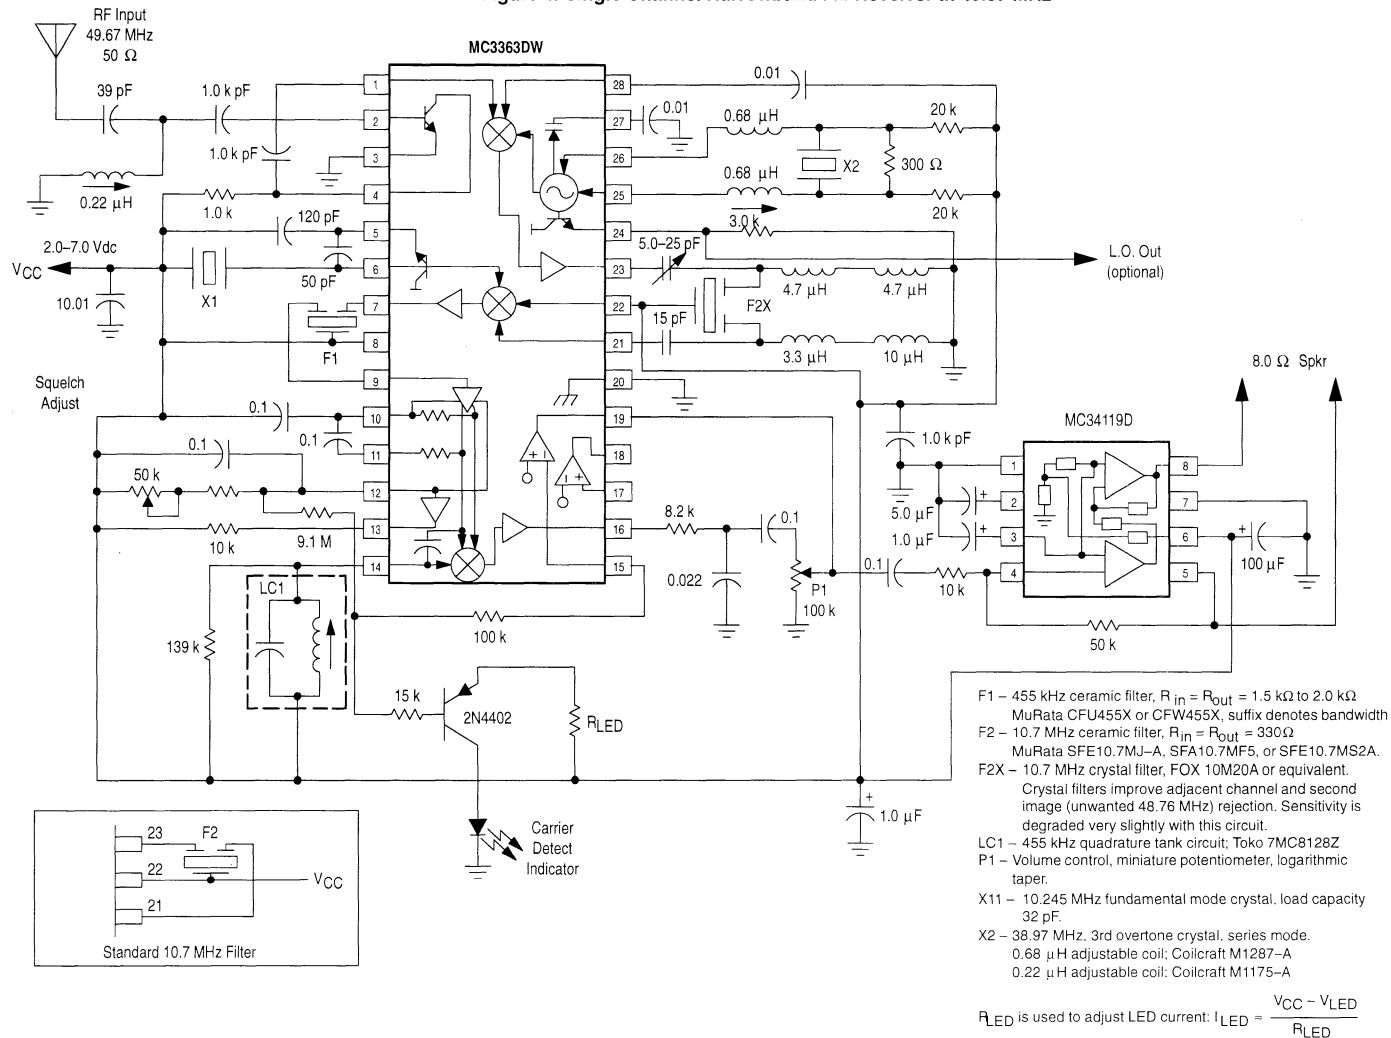 RF Input
49.67 MHz
50 Ω
39 pF
1.0 k pF
1.0 k pF
0.22 μH
1.0 k
120 pF
50 pF
2.0–7.0 Vdc
VCC
10.01
X1
F1
Squelch
Adjust
0.1
0.1
0.1
50 k
10 k
9.1 M
LC1
139 k
100 k
15 k
2N4402
RLED
Carrier
Detect
Indicator
MC3363DW
1
2
3
4
5
6
7
8
9
10
11
12
13
14
28
27
26
25
24
23
22
21
20
19
18
17
16
15
0.01
0.01
0.68 μH
20 k
X2
300 Ω
0.68 μH
20 k
3.0 k
5.0–25 pF
L.O. Out
(optional)
4.7 μH
4.7 μH
F2X
15 pF
3.3 μH
10 μH
8.2 k
0.022
0.1
P1
100 k
0.1
10 k
50 k
1.0 k pF
5.0 μF
1.0 μF
MC34119D
1
2
3
4
8
7
6
5
8.0 Ω Spkr
100 μF
1.0 μF
23
F2
22
VCC
21
Standard 10.7 MHz Filter
F1 – 455 kHz ceramic filter, R in = Rout = 1.5 kΩ to 2.0 kΩ
MuRata CFU455X or CFW455X, suffix denotes bandwidth
F2 – 10.7 MHz ceramic filter, Rin = Rout = 330Ω
MuRata SFE10.7MJ–A, SFA10.7MF5, or SFE10.7MS2A.
F2X – 10.7 MHz crystal filter, FOX 10M20A or equivalent.
Crystal filters improve adjacent channel and second
image (unwanted 48.76 MHz) rejection. Sensitivity is
degraded very slightly with this circuit.
LC1 – 455 kHz quadrature tank circuit; Toko 7MC8128Z
P1 – Volume control, miniature potentiometer, logarithmic
taper.
X11 – 10.245 MHz fundamental mode crystal, load capacity
32 pF.
X2 – 38.97 MHz, 3rd overtone crystal, series mode.
0.68 μH adjustable coil; Coilcraft M1287–A
0.22 μH adjustable coil; Coilcraft M1175–A
RLED is used to adjust LED current: I LED = VCC – VLED
RLED